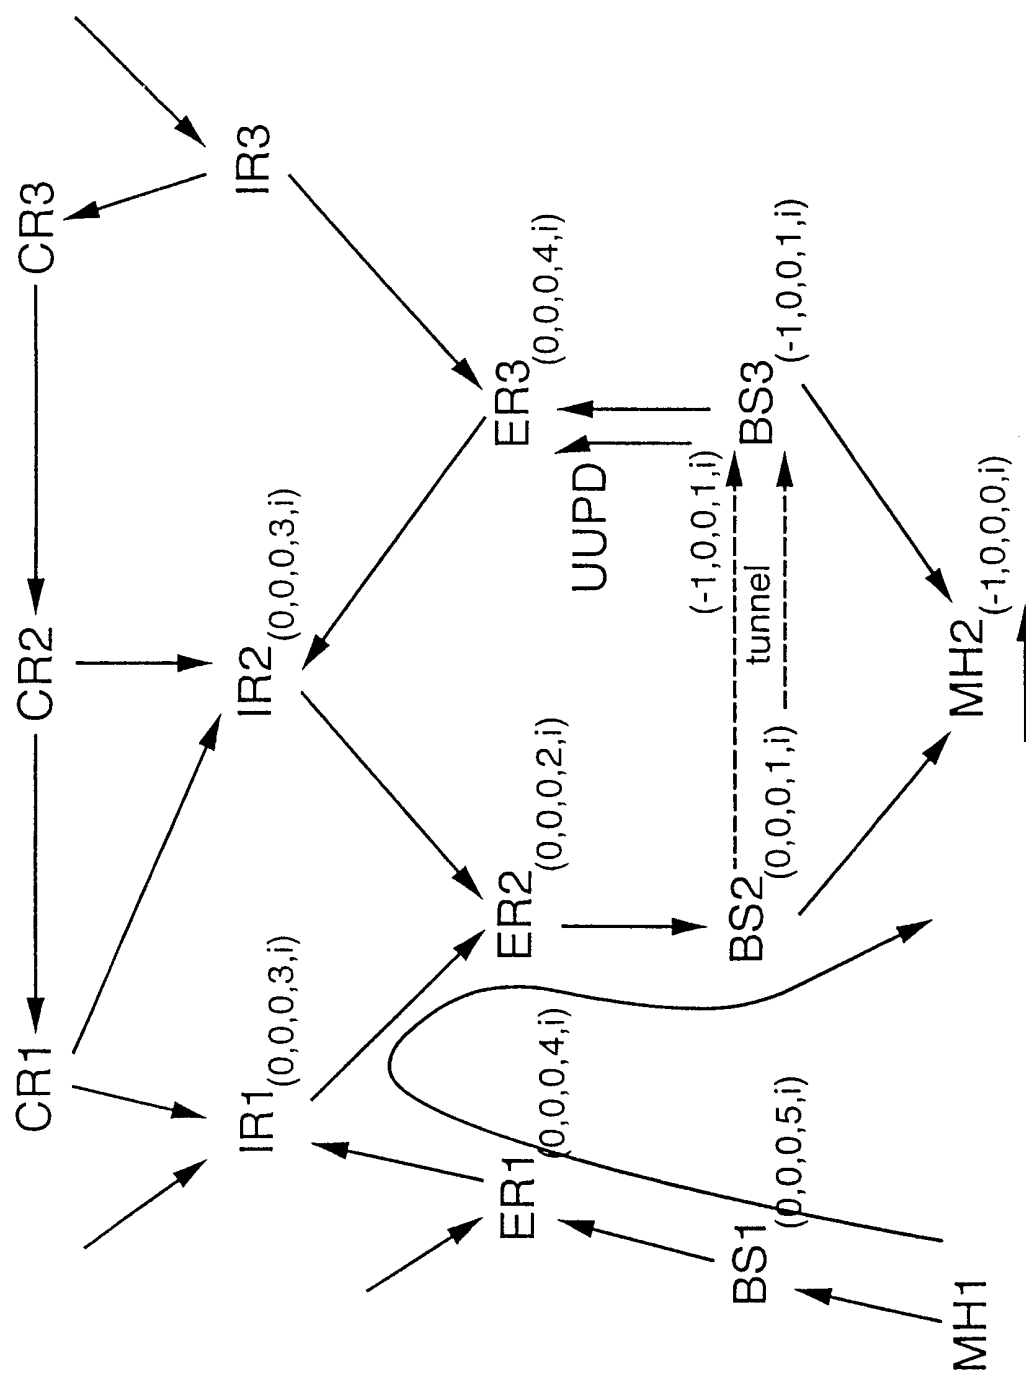 CR1
CR2
CR3
IR1
(0,0,0,3,i)
IR2
(0,0,0,3,i)
IR3
ER1
(0,0,0,4,i)
ER2
(0,0,0,2,i)
ER3
(0,0,0,4,i)
UUPD
(-1,0,0,1,i)
tunnel
BS1
(0,0,0,5,i)
BS2
(0,0,0,1,i)
BS3
(-1,0,0,1,i)
MH1
MH2
(-1,0,0,0,i)